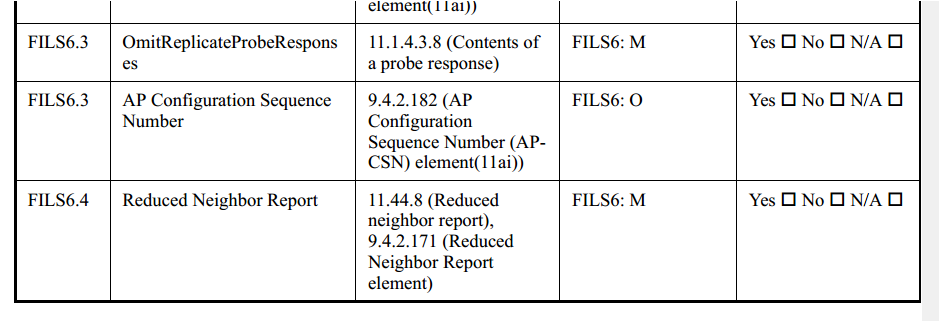 element(11ai))
FILS6.3 OmitReplicateProbeRespons 11.1.4.3.8 (Contents of FILS6: M Yes ☐ No ☐ N/A ☐
es a probe response)
FILS6.3 AP Configuration Sequence 9.4.2.182 (AP FILS6: O Yes ☐ No ☐ N/A ☐
Number Configuration
Sequence Number (AP-
CSN) element(11ai))
FILS6.4 Reduced Neighbor Report 11.44.8 (Reduced FILS6: M Yes ☐ No ☐ N/A ☐
neighbor report),
9.4.2.171 (Reduced
Neighbor Report
element)